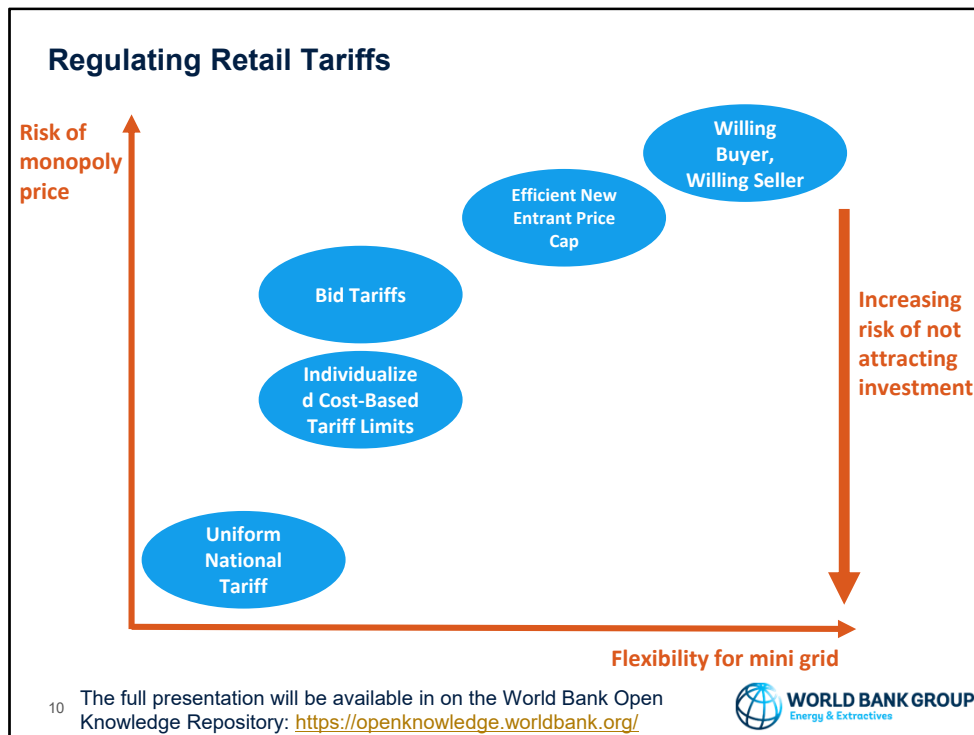 Regulating Retail Tariffs
Risk of
monopoly
price
Willing
Buyer,
Willing Seller
Efficient New
Entrant Price
Cap
Bid Tariffs
Individualize
d Cost-Based
Tariff Limits
Increasing
risk of not
attracting
investment
Uniform
National
Tariff
Flexibility for mini grid
10
The full presentation will be available in on the World Bank Open
Knowledge Repository: https://openknowledge.worldbank.org/
WORLD BANK GROUP
Energy & Extractives